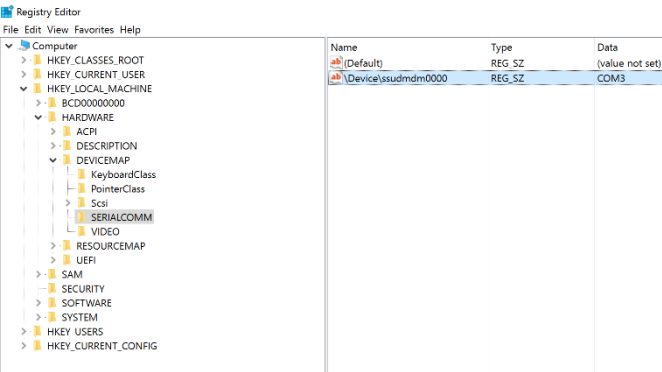 Registry Editor
File Edit View Favorites Help
Computer
HKEY_CLASSES_ROOT
HKEY_CURRENT_USER
HKEY_LOCAL_MACHINE
BCD00000000
HARDWARE
ACPI
DESCRIPTION
DEVICEMAP
KeyboardClass
PointerClass
Scsi
SERIALCOMM
VIDEO
RESOURCEMAP
UEFI
SAM
SECURITY
SOFTWARE
SYSTEM
HKEY_USERS
HKEY_CURRENT_CONFIG
Name Type Data
ab (Default) REG_SZ (value not set)
ab \Device\ssudmdm0000 REG_SZ COM3